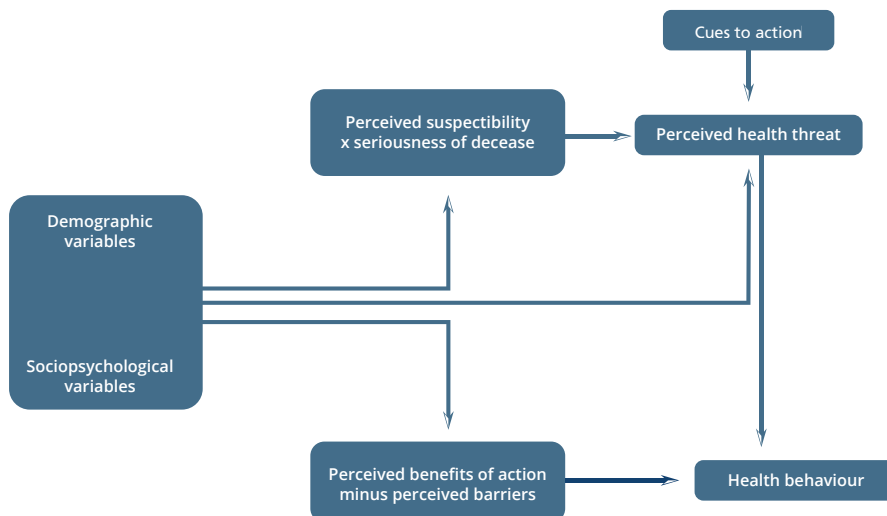 Cues to action
Perceived suspectibility
x seriousness of decease
Perceived health threat
Demographic
variables
Sociopsychological
variables
Perceived benefits of action
minus perceived barriers
Health behaviour